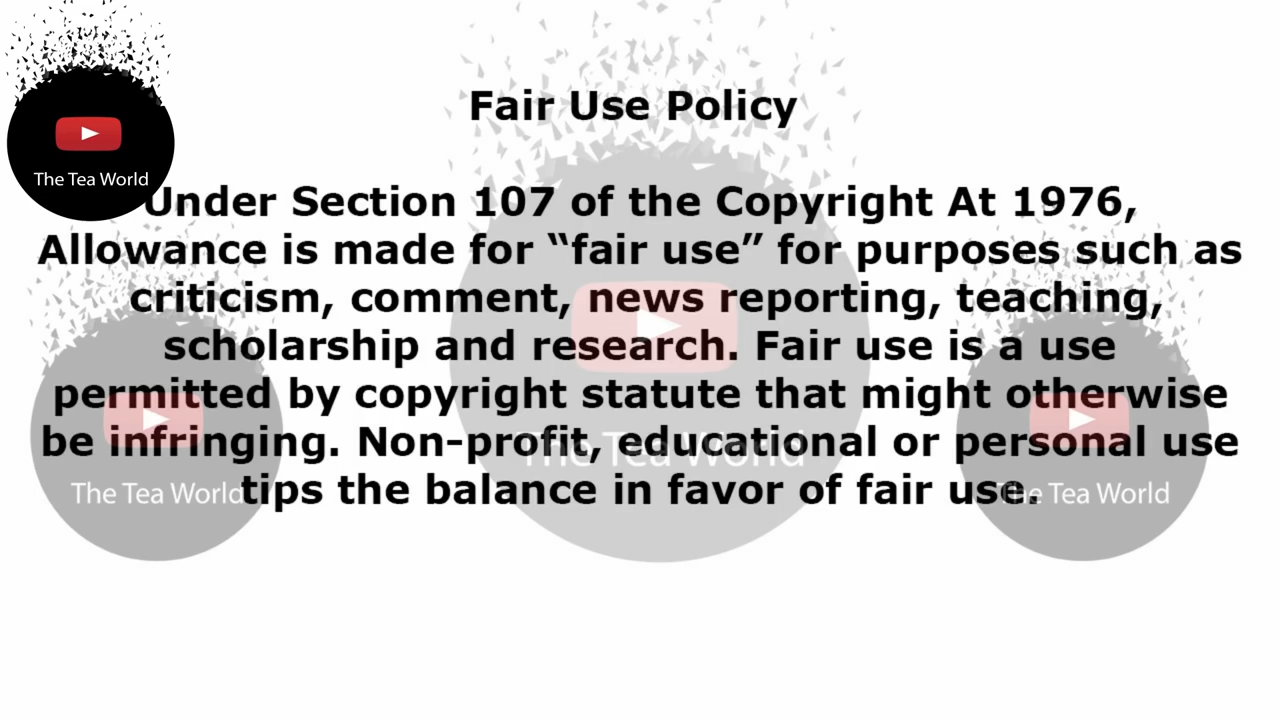 Fair Use Policy
The Tea World
Under Section 107 of the Copyright At 1976,
Allowance is made for “fair use” for purposes such as
criticism, comment, news reporting, teaching,
scholarship and research. Fair use is a use
permitted by copyright statute that might otherwise
be infringing. Non-profit, educational or personal use
The Tea World
tips the balance in favor of fair use.
The Tea World
The Tea World